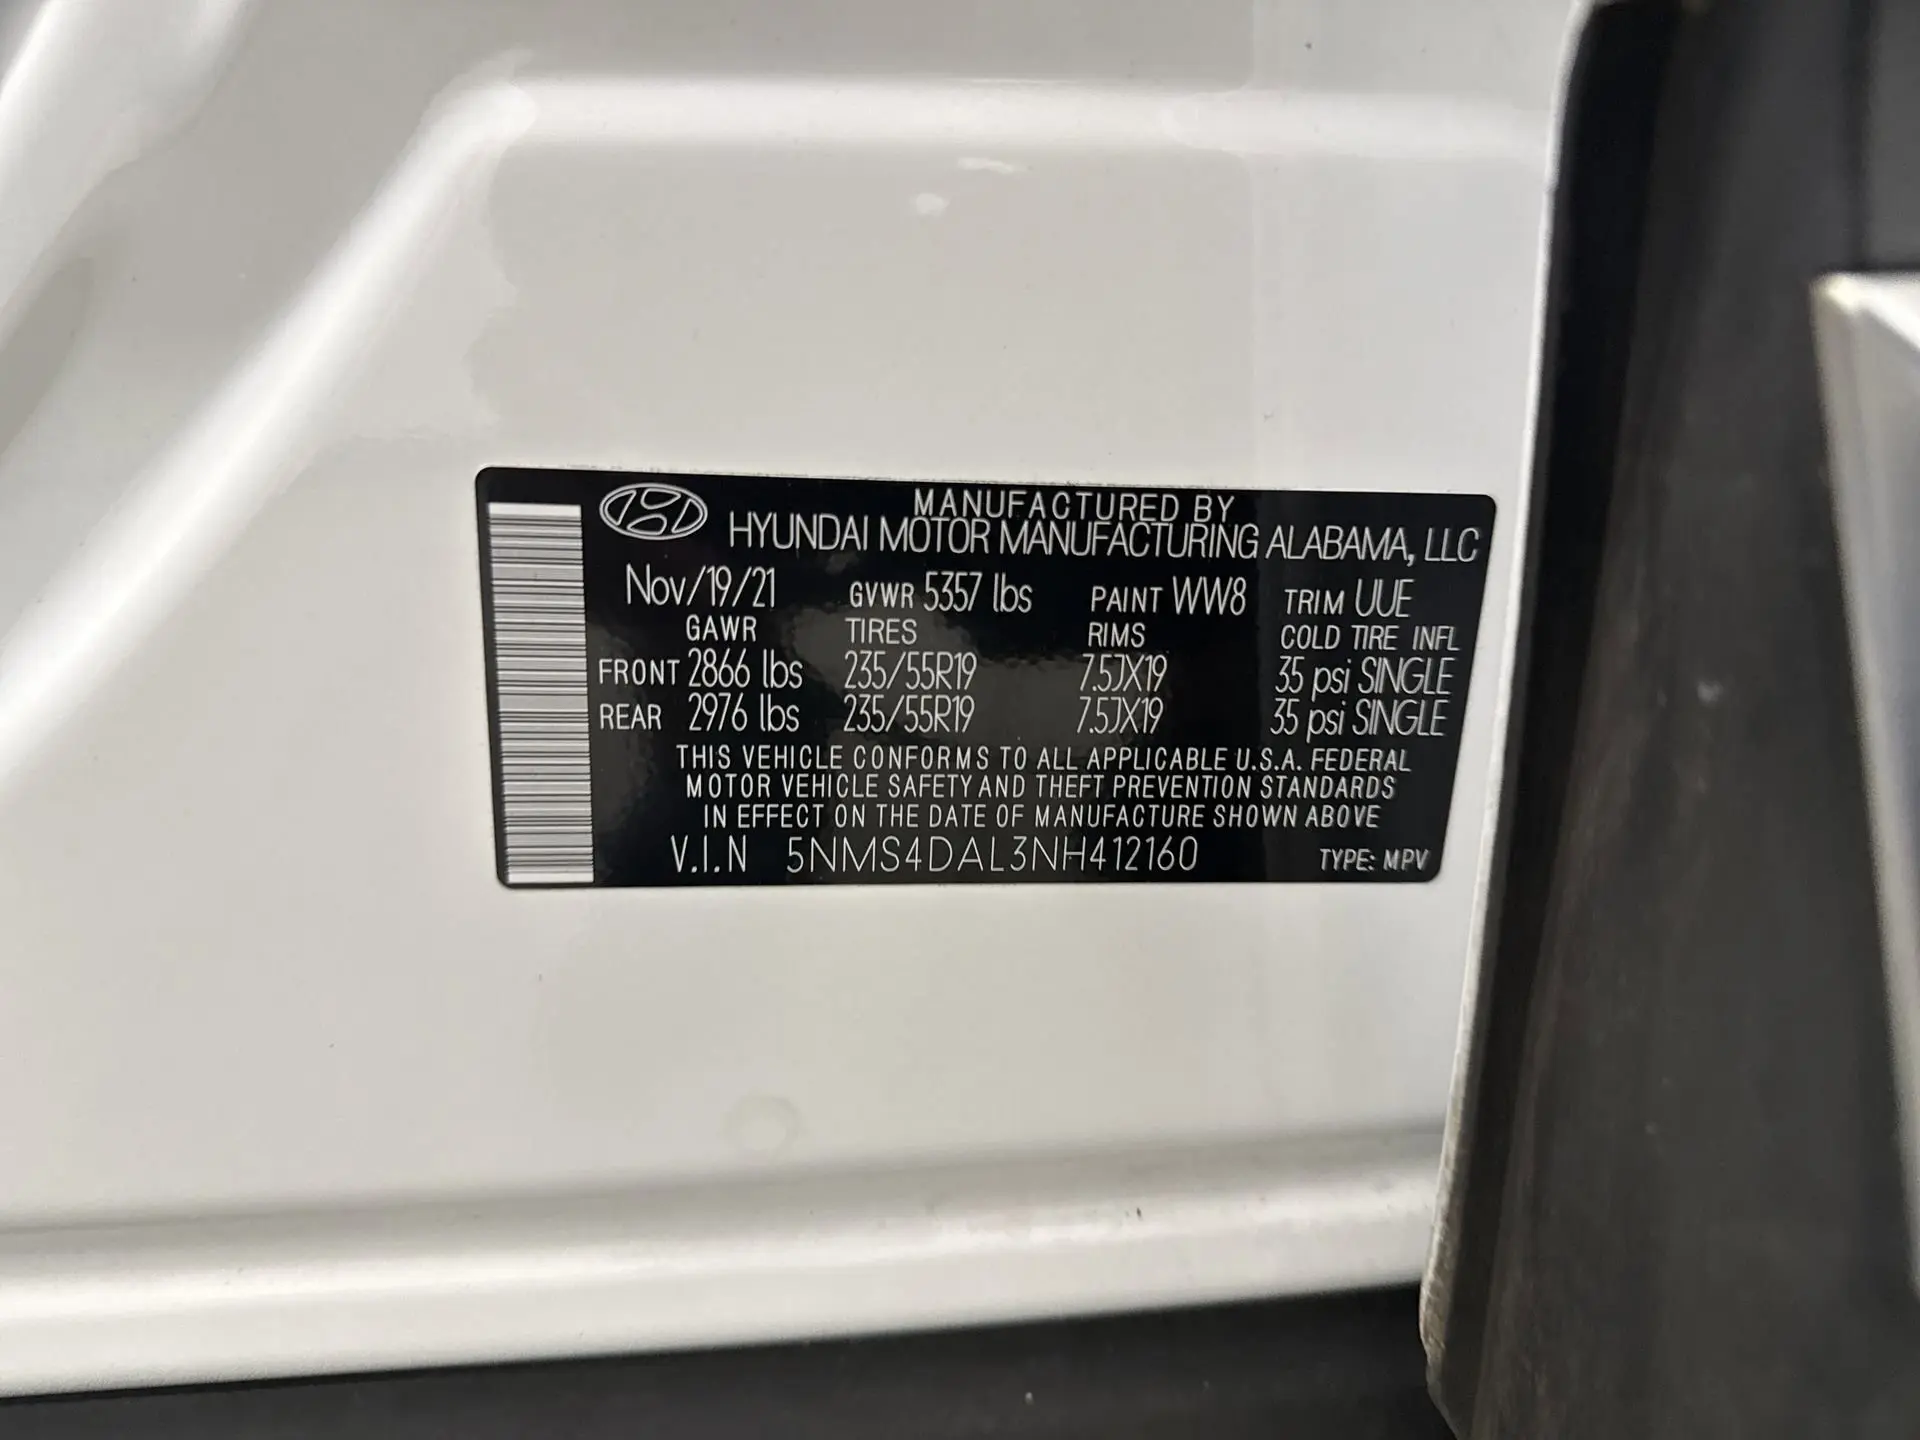 MANUFACTURED BY
HYUNDAI MOTOR MANUFACTURING ALABAMA, LLC
Nov/19/21 GVWR 5357 lbs PAINT WW8 TRIM UUE
GAWR TIRES RIMS COLD TIRE INFL
FRONT 2866 lbs 235/55R19 7.5JX19 35 psi SINGLE
REAR 2976 lbs 235/55R19 7.5JX19 35 psi SINGLE
THIS VEHICLE CONFORMS TO ALL APPLICABLE U.S.A. FEDERAL
MOTOR VEHICLE SAFETY AND THEFT PREVENTION STANDARDS
IN EFFECT ON THE DATE OF MANUFACTURE SHOWN ABOVE
V.I.N 5NMS4DAL3NH412160 TYPE: MPV